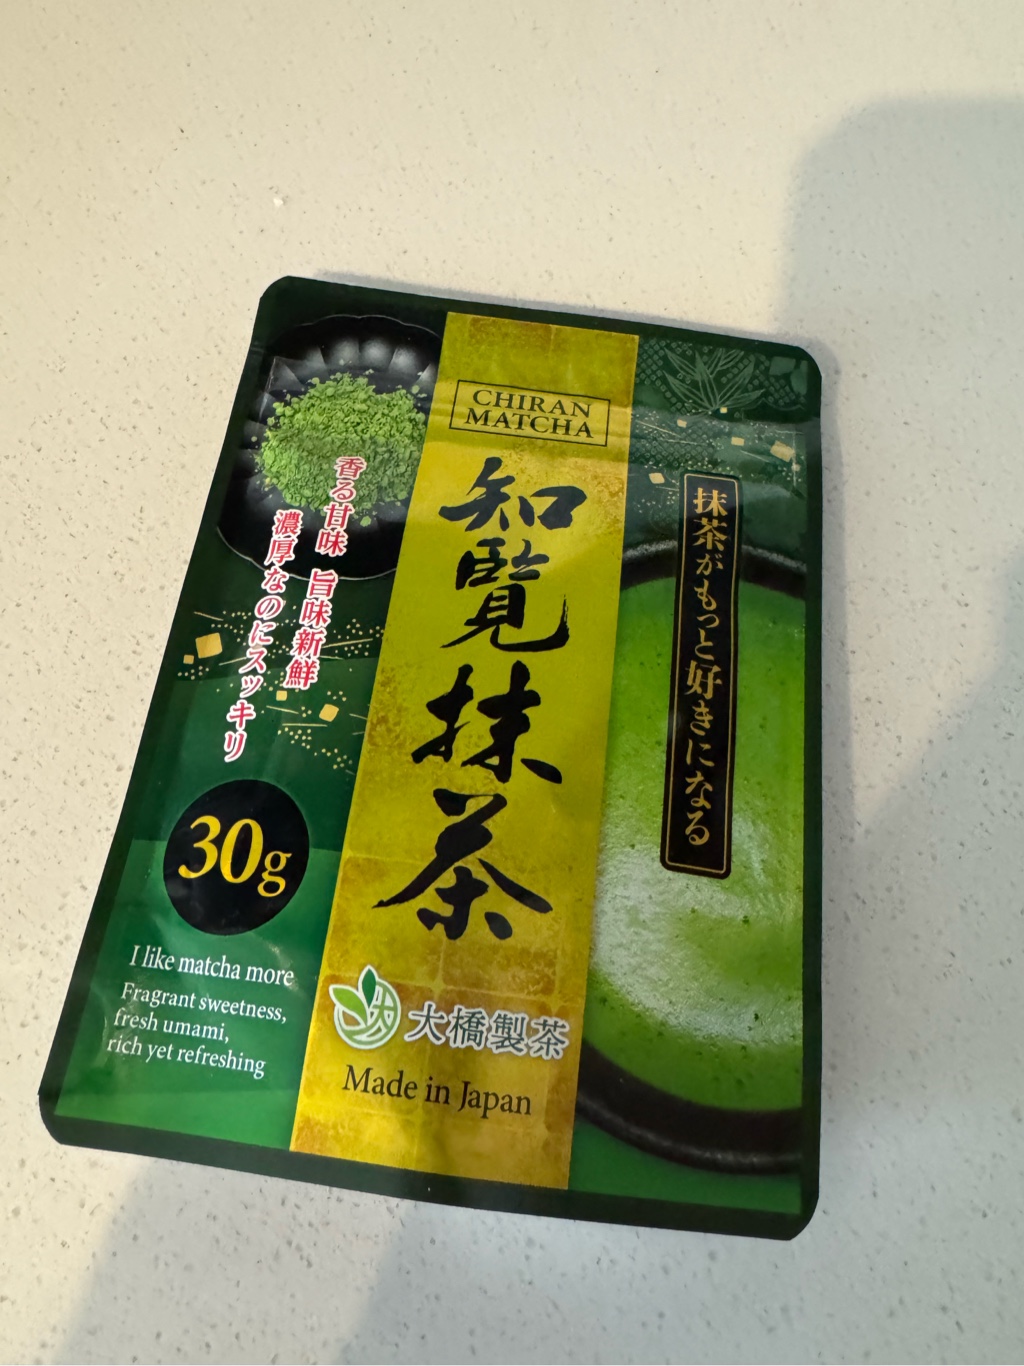 CHIRAN
MATCHA
知覧抹茶
抹茶がもっと好きになる
香る甘味 旨味新鮮
濃厚なのにスッキリ
30g
I like matcha more
Fragrant sweetness,
fresh umami,
rich yet refreshing
大橋製茶
Made in Japan